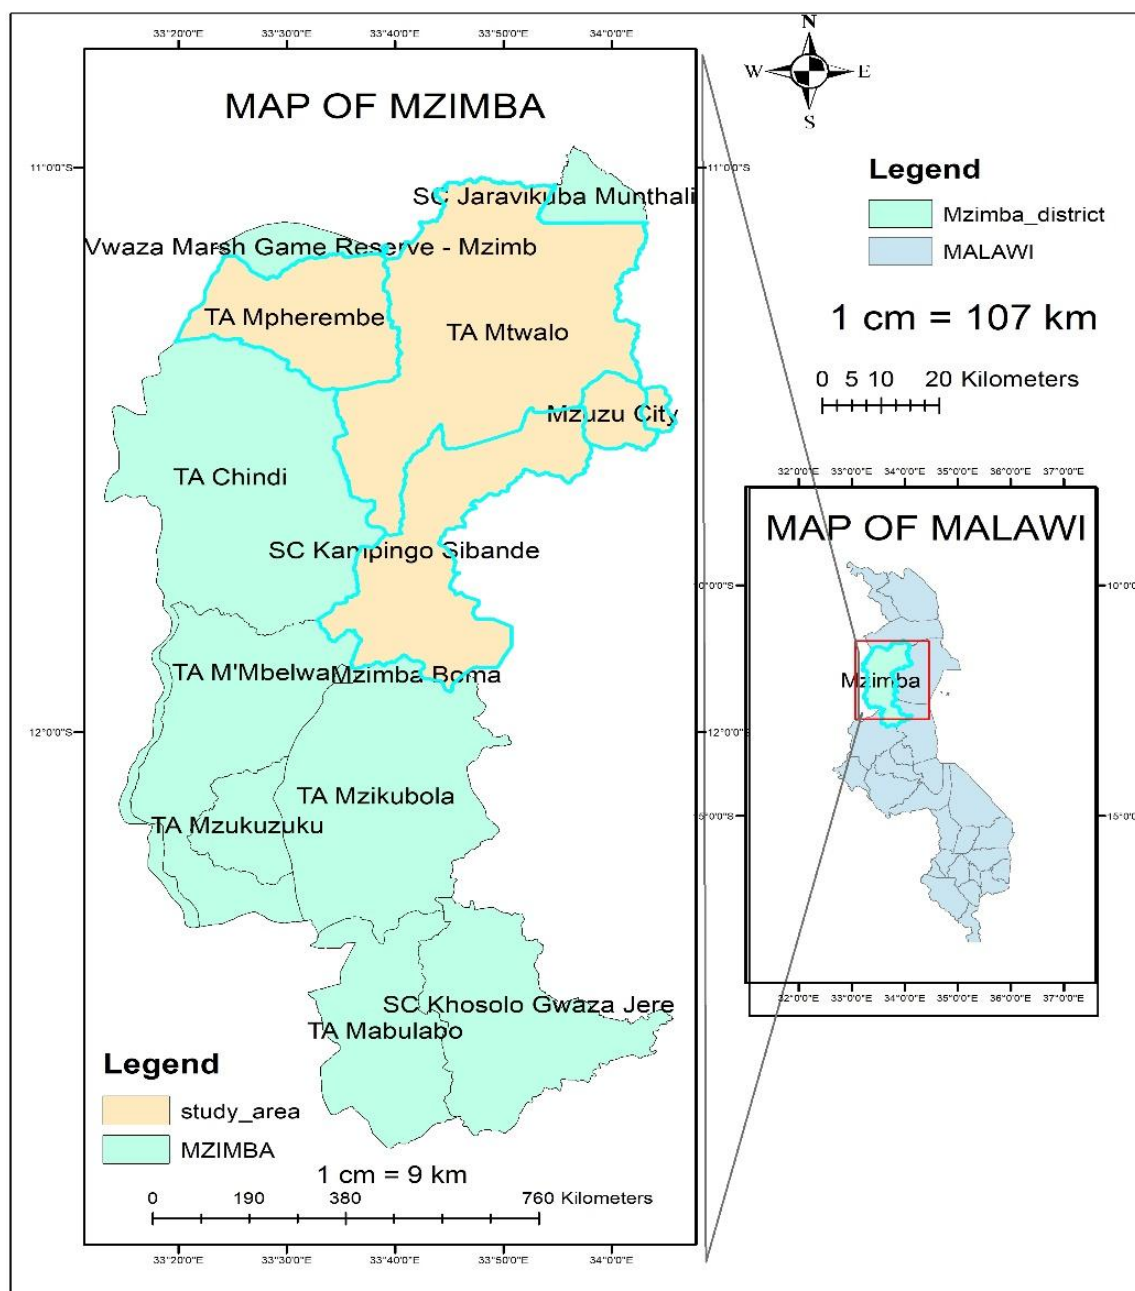 33°20'0"E 33°30'0"E 33°40'0"E 33°50'0"E 34°0'0"E
MAP OF MZIMBA
11°0'0"S
11°0'0"S
SC Jaravikuba Munthali
Vwaza Marsh Game Reserve - Mzimb
TA Mpherembe
TA Mtwalo
Mzuzu City
TA Chindi
SC Kampingo Sibande
TA M'Mbelwa
Mzimba Boma
12°0'0"S
12°0'0"S
TA Mzikubola
TA Mzukuzuku
SC Khosolo Gwaza Jere
TA Mabulabo
Legend
study_area
MZIMBA
1 cm = 9 km
0 190 380 760 Kilometers
33°20'0"E 33°30'0"E 33°40'0"E 33°50'0"E 34°0'0"E
N
W E
S
Legend
Mzimba_district
MALAWI
1 cm = 107 km
0 5 10 20 Kilometers
32°0'0"E 33°0'0"E 34°0'0"E 35°0'0"E 36°0'0"E 37°0'0"E
MAP OF MALAWI
0°0'0"S
10°0'0"
Mzimba
5°0'0"S
15°0'0"
32°0'0"E 33°0'0"E 34°0'0"E 35°0'0"E 36°0'0"E 37°0'0"E